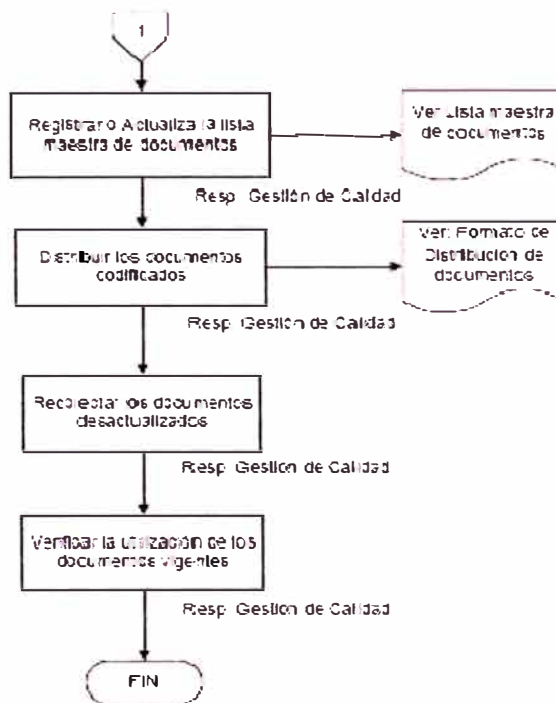 1
Registrar o Actualiza la lista
maestra de documentos
Ver Lista maestra
de documentos
Resp. Gestión de Calidad
Distribuir los documentos
codificados
Ver: Formato de
Distribución de
documentos
Resp. Gestión de Calidad
Recolectar los documentos
desactualizados
Resp. Gestión de Calidad
Verificar la utilización de los
documentos vigentes
Resp. Gestión de Calidad
FIN